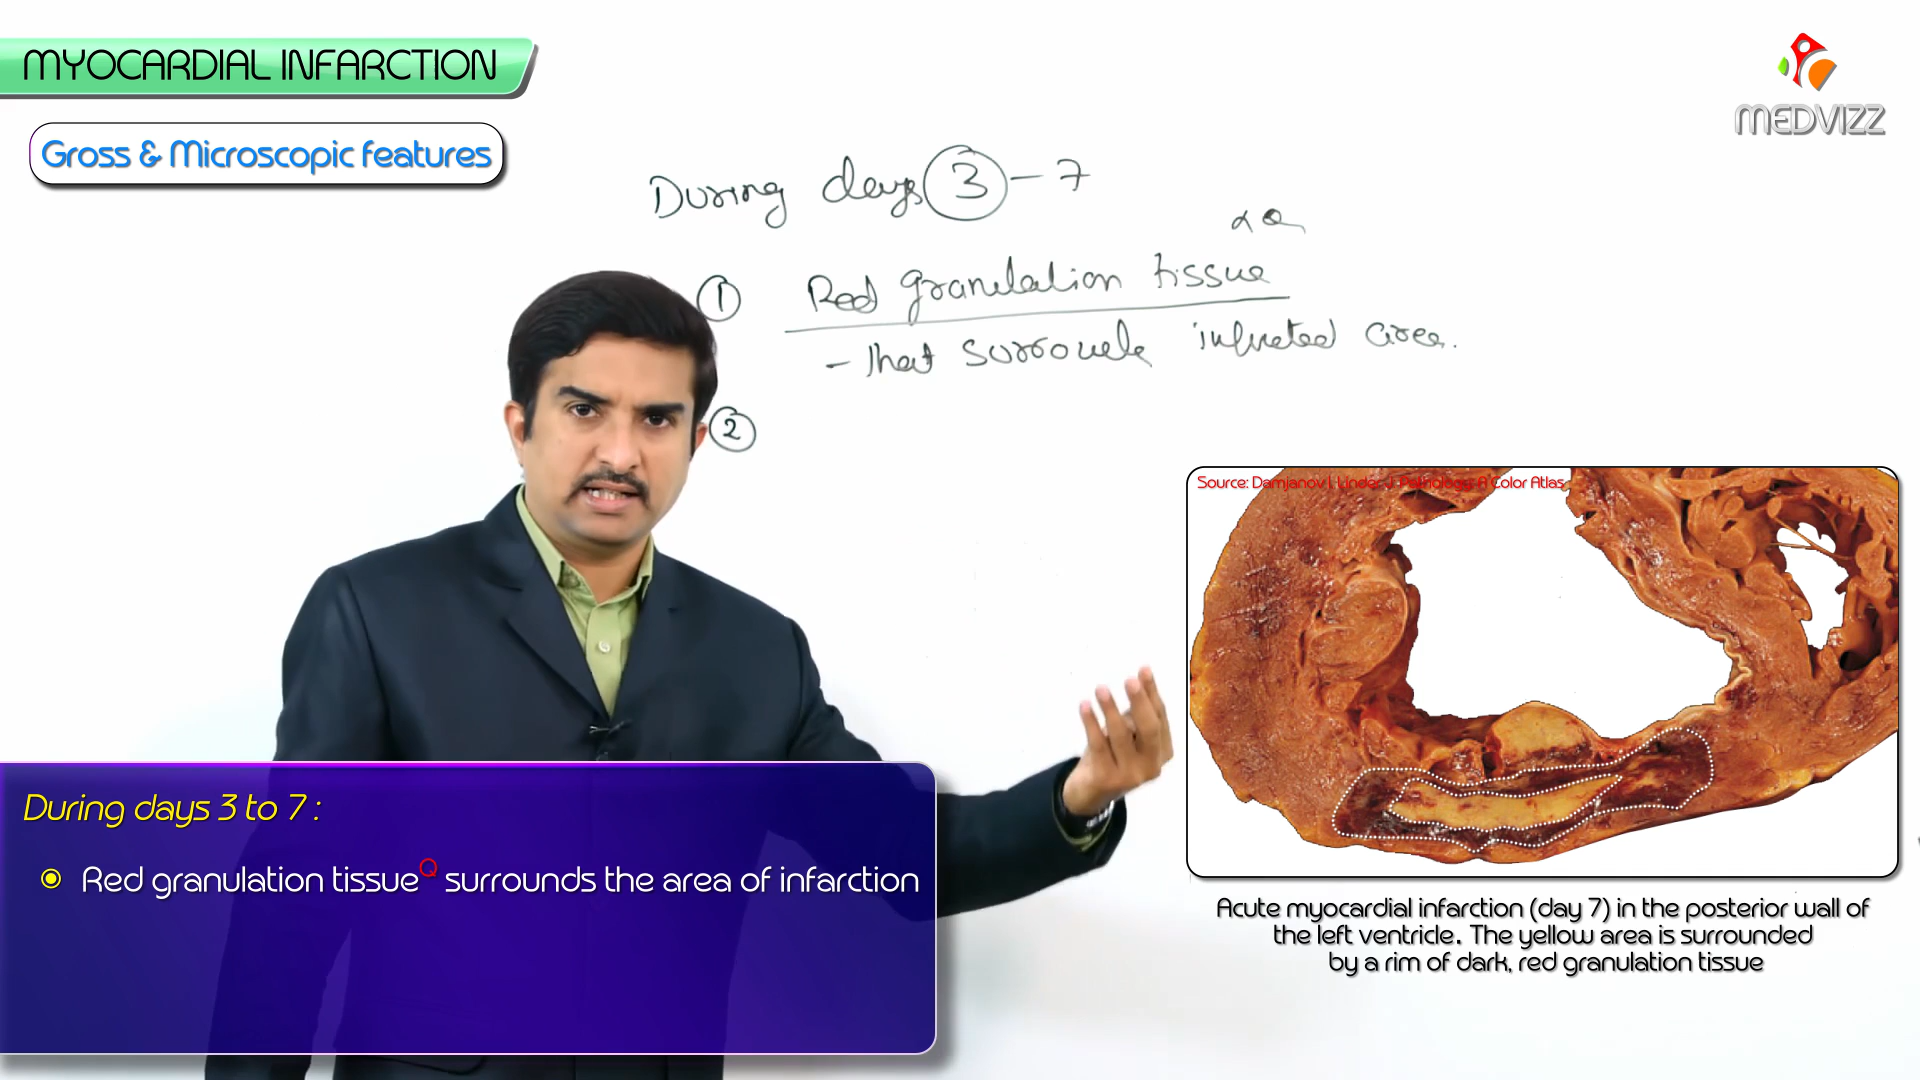 MYOCARDIAL INFARCTION
MEDVIZZ
Gross & Microscopic features
During days 3 - 7
1 Red granulation tissue
- that area.
2
Source: Damjanov I, Linder J: Pathology: A Color Atlas,
During days 3 to 7 :
Red granulation tissueQ surrounds the area of infarction
Acute myocardial infarction (day 7) in the posterior wall of
the left ventricle. The yellow area is surrounded
by a rim of dark, red granulation tissue